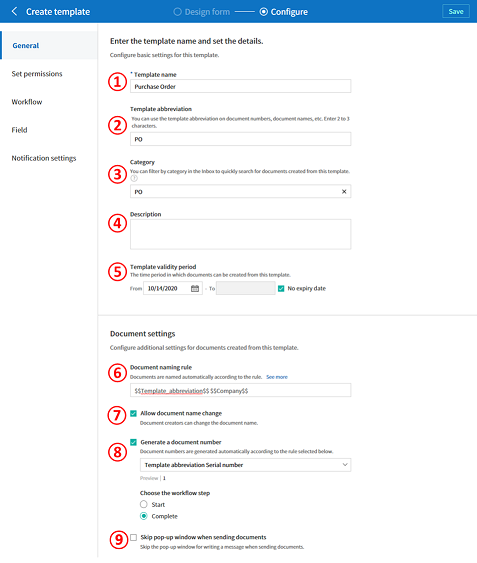 Create template
Design form
Configure
Save
General
Set permissions
Workflow
Field
Notification settings
Enter the template name and set the details.
Configure basic settings for this template.
1
* Template name
Purchase Order
2
Template abbreviation
You can use the template abbreviation on document numbers, document names, etc. Enter 2 to 3
characters.
PO
3
Category
You can filter by category in the Inbox to quickly search for documents created from this template.
?
PO
×
4
Description
5
Template validity period
The time period in which documents can be created from this template.
From 10/14/2020 - To No expiry date
Document settings
Configure additional settings for documents created from this template.
6
Document naming rule
Documents are named automatically according to the rule. See more
$$Template_abbreviation$$ $$Company$$
7
Allow document name change
Document creators can change the document name.
8
Generate a document number
Document numbers are generated automatically according to the rule selected below.
Template abbreviation Serial number
Preview | 1
Choose the workflow step
Start
Complete
9
Skip pop-up window when sending documents
Skip the pop-up window for writing a message when sending documents.